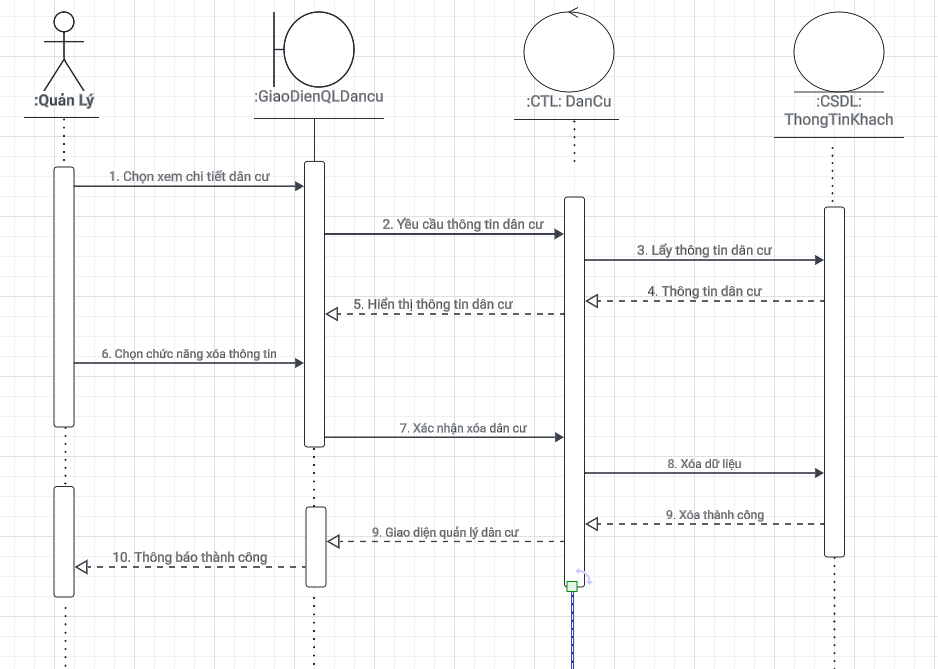 :Quản Lý
:GiaoDienQLDancu
:CTL: DanCu
:CSDL:
ThongTinKhach
1. Chọn xem chi tiết dân cư
2. Yều cầu thông tin dân cư
3. Lấy thông tin dân cư
4. Thông tin dân cư
5. Hiển thị thông tin dân cư
6. Chọn chức năng xóa thông tin
7. Xác nhận xóa dân cư
8. Xóa dữ liệu
9. Xóa thành công
9. Giao diện quản lý dân cư
10. Thông báo thành công